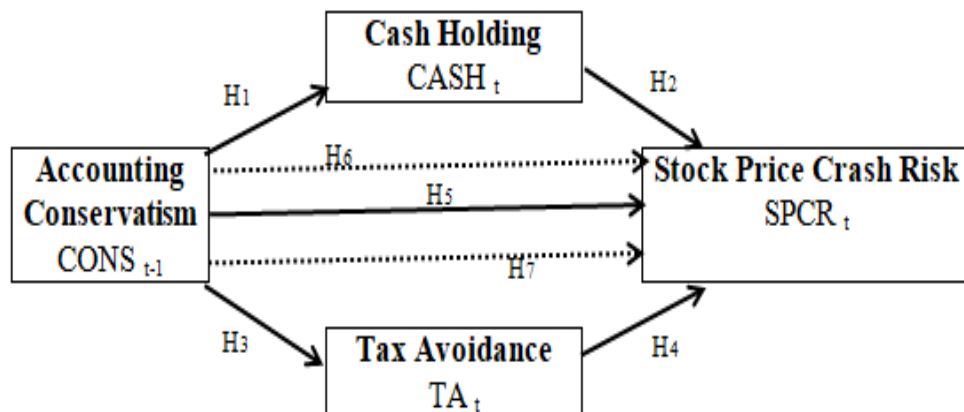 Cash Holding
CASH t
H1
H2
H6
Accounting
Conservatism
CONS t-1
H5
Stock Price Crash Risk
SPCR t
H7
H3
Tax Avoidance
TA t
H4